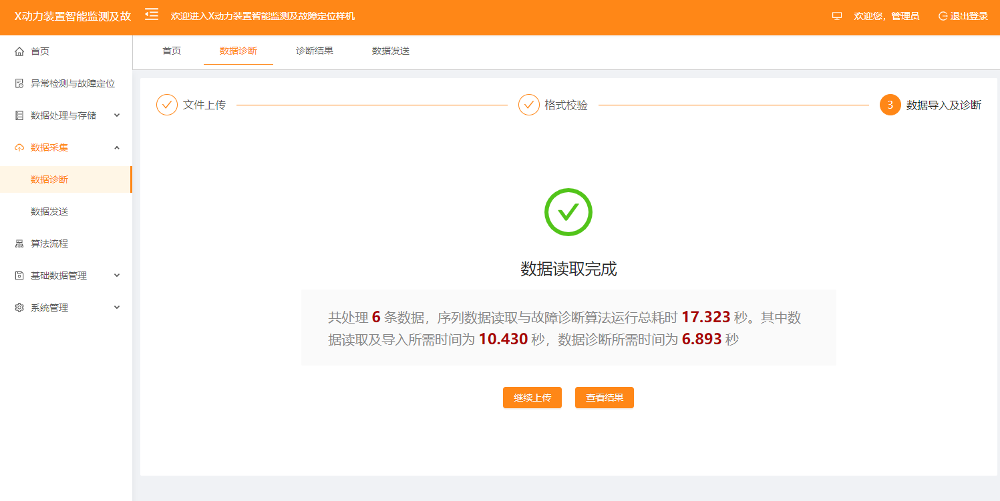 X动力装置智能监测及故
欢迎进入X动力装置智能监测及故障定位样机
欢迎您，管理员
退出登录
首页
异常检测与故障定位
数据处理与存储
数据采集
数据诊断
数据发送
算法流程
基础数据管理
系统管理
首页
数据诊断
诊断结果
数据发送
文件上传
格式校验
3 数据导入及诊断
数据读取完成
共处理 6 条数据，序列数据读取与故障诊断算法运行总耗时 17.323 秒。其中数
据读取及导入所需时间为 10.430 秒，数据诊断所需时间为 6.893 秒
继续上传
查看结果